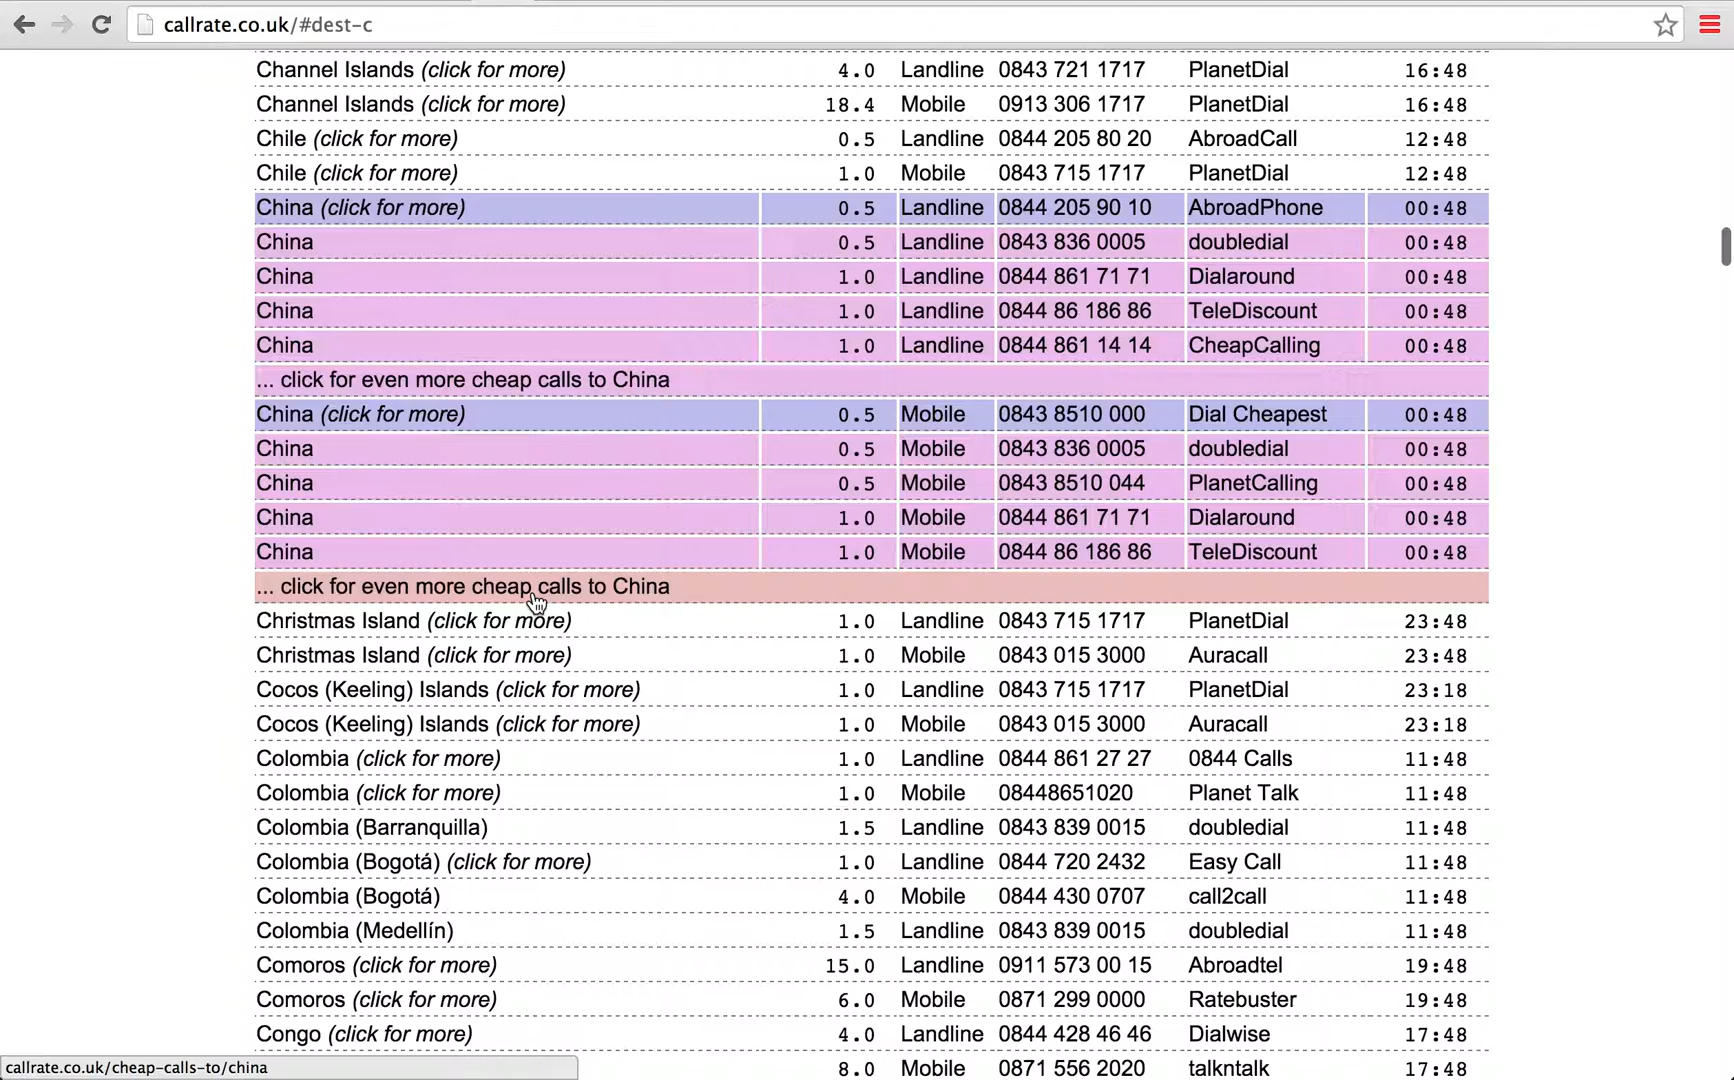 callrate.co.uk/#dest-c
Channel Islands (click for more) 4.0 Landline 0843 721 1717 PlanetDial 16:48
Channel Islands (click for more) 18.4 Mobile 0913 306 1717 PlanetDial 16:48
Chile (click for more) 0.5 Landline 0844 205 80 20 AbroadCall 12:48
Chile (click for more) 1.0 Mobile 0843 715 1717 PlanetDial 12:48
China (click for more) 0.5 Landline 0844 205 90 10 AbroadPhone 00:48
China 0.5 Landline 0843 836 0005 doubledial 00:48
China 1.0 Landline 0844 861 71 71 Dialaround 00:48
China 1.0 Landline 0844 86 186 86 TeleDiscount 00:48
China 1.0 Landline 0844 861 14 14 CheapCalling 00:48
... click for even more cheap calls to China
China (click for more) 0.5 Mobile 0843 8510 000 Dial Cheapest 00:48
China 0.5 Mobile 0843 836 0005 doubledial 00:48
China 0.5 Mobile 0843 8510 044 PlanetCalling 00:48
China 1.0 Mobile 0844 861 71 71 Dialaround 00:48
China 1.0 Mobile 0844 86 186 86 TeleDiscount 00:48
... click for even more cheap calls to China
Christmas Island (click for more) 1.0 Landline 0843 715 1717 PlanetDial 23:48
Christmas Island (click for more) 1.0 Mobile 0843 015 3000 Auracall 23:48
Cocos (Keeling) Islands (click for more) 1.0 Landline 0843 715 1717 PlanetDial 23:18
Cocos (Keeling) Islands (click for more) 1.0 Mobile 0843 015 3000 Auracall 23:18
Colombia (click for more) 1.0 Landline 0844 861 27 27 0844 Calls 11:48
Colombia (click for more) 1.0 Mobile 08448651020 Planet Talk 11:48
Colombia (Barranquilla) 1.5 Landline 0843 839 0015 doubledial 11:48
Colombia (Bogotá) (click for more) 1.0 Landline 0844 720 2432 Easy Call 11:48
Colombia (Bogotá) 4.0 Mobile 0844 430 0707 call2call 11:48
Colombia (Medellín) 1.5 Landline 0843 839 0015 doubledial 11:48
Comoros (click for more) 15.0 Landline 0911 573 00 15 Abroadtel 19:48
Comoros (click for more) 6.0 Mobile 0871 299 0000 Ratebuster 19:48
Congo (click for more) 4.0 Landline 0844 428 46 46 Dialwise 17:48
8.0 Mobile 0871 556 2020 talkntalk 17:48
callrate.co.uk/cheap-calls-to/china